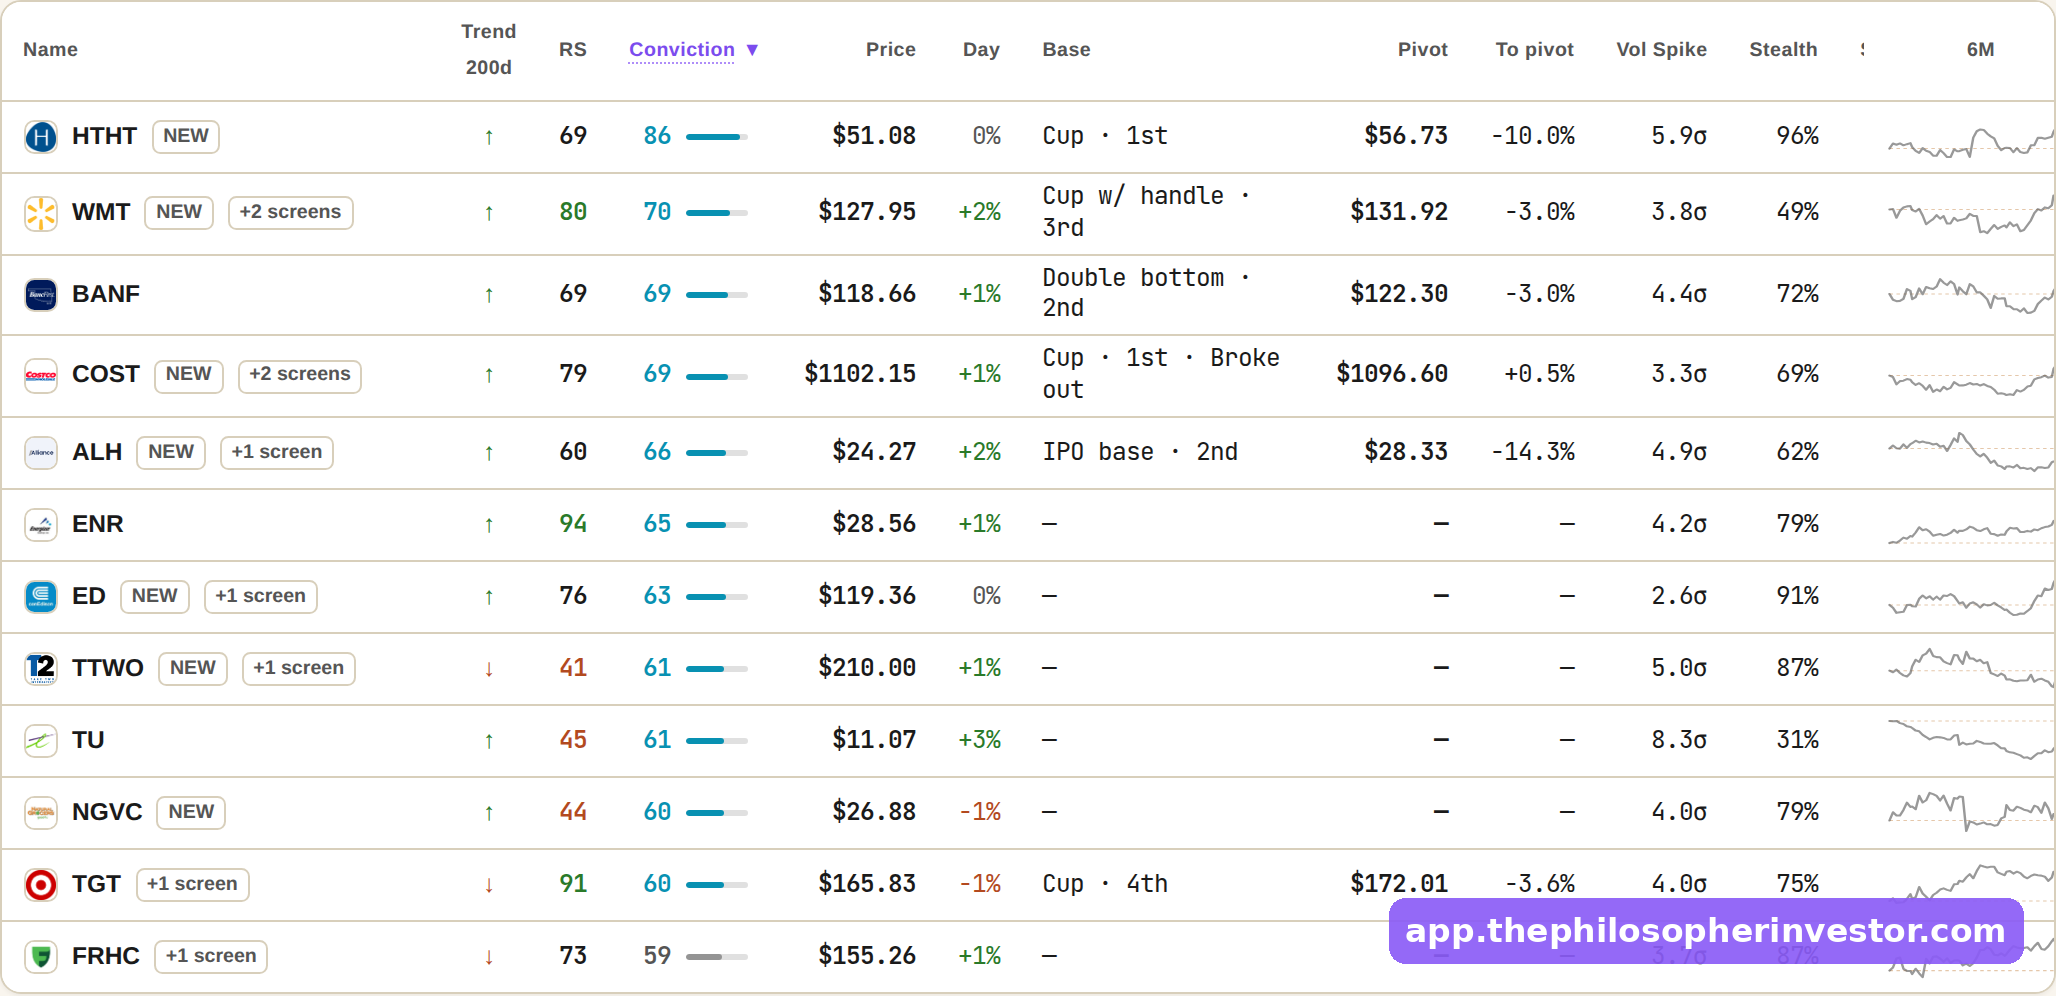 Name Trend 200d RS Conviction ▼ Price Day Base Pivot To pivot Vol Spike Stealth 6M
HTHT NEW ↑ 69 86 $51.08 0% Cup · 1st $56.73 -10.0% 5.9σ 96%
WMT NEW +2 screens ↑ 80 70 $127.95 +2% Cup w/ handle · 3rd $131.92 -3.0% 3.8σ 49%
BANF ↑ 69 69 $118.66 +1% Double bottom · 2nd $122.30 -3.0% 4.4σ 72%
COST NEW +2 screens ↑ 79 69 $1102.15 +1% Cup · 1st · Broke out $1096.60 +0.5% 3.3σ 69%
ALH NEW +1 screen ↑ 60 66 $24.27 +2% IPO base · 2nd $28.33 -14.3% 4.9σ 62%
ENR ↑ 94 65 $28.56 +1% — — — 4.2σ 79%
ED NEW +1 screen ↑ 76 63 $119.36 0% — — — 2.6σ 91%
TTWO NEW +1 screen ↓ 41 61 $210.00 +1% — — — 5.0σ 87%
TU ↑ 45 61 $11.07 +3% — — — 8.3σ 31%
NGVC NEW ↑ 44 60 $26.88 -1% — — — 4.0σ 79%
TGT +1 screen ↓ 91 60 $165.83 -1% Cup · 4th $172.01 -3.6% 4.0σ 75%
FRHC +1 screen ↓ 73 59 $155.26 +1% — — — 3.7σ 87%
app.thephilosopherinvestor.com